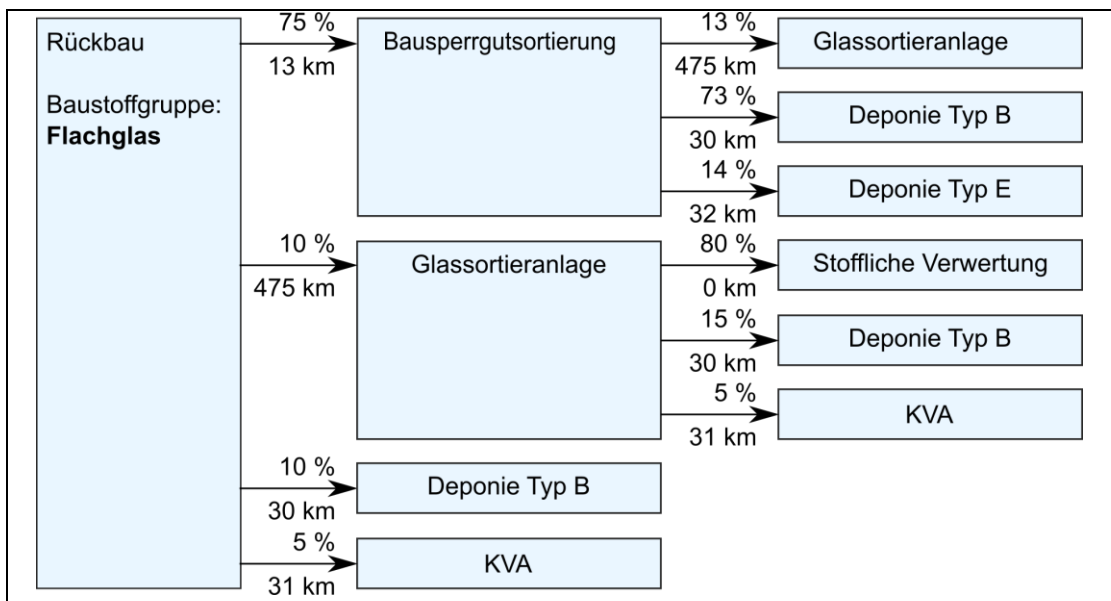 Rückbau
Baustoffgruppe:
Flachglas
75 %
13 km
Bausperrgutsortierung
13 %
475 km
Glassortieranlage
73 %
30 km
Deponie Typ B
14 %
32 km
Deponie Typ E
10 %
475 km
Glassortieranlage
80 %
0 km
Stoffliche Verwertung
15 %
30 km
Deponie Typ B
5 %
31 km
KVA
10 %
30 km
Deponie Typ B
5 %
31 km
KVA